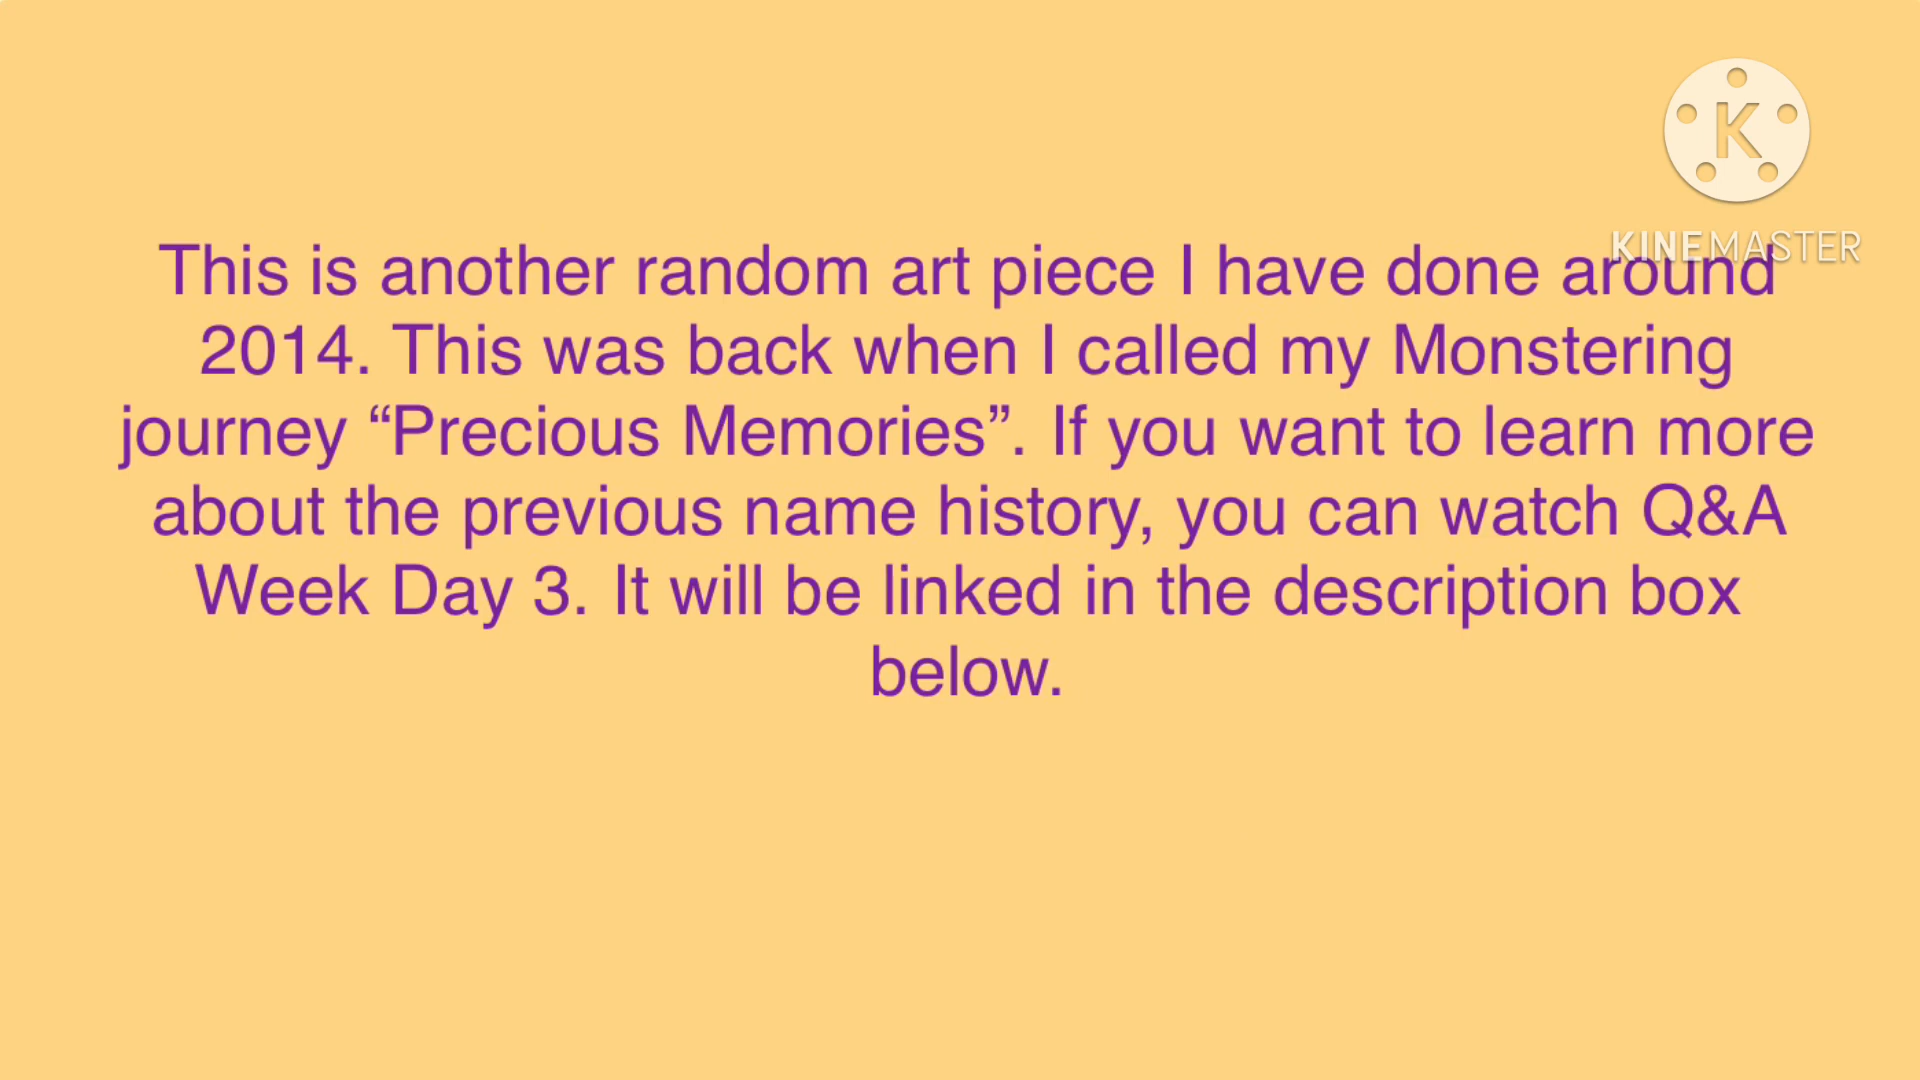 K
KINEMASTER
This is another random art piece I have done around
2014. This was back when I called my Monstering
journey “Precious Memories”. If you want to learn more
about the previous name history, you can watch Q&A
Week Day 3. It will be linked in the description box
below.